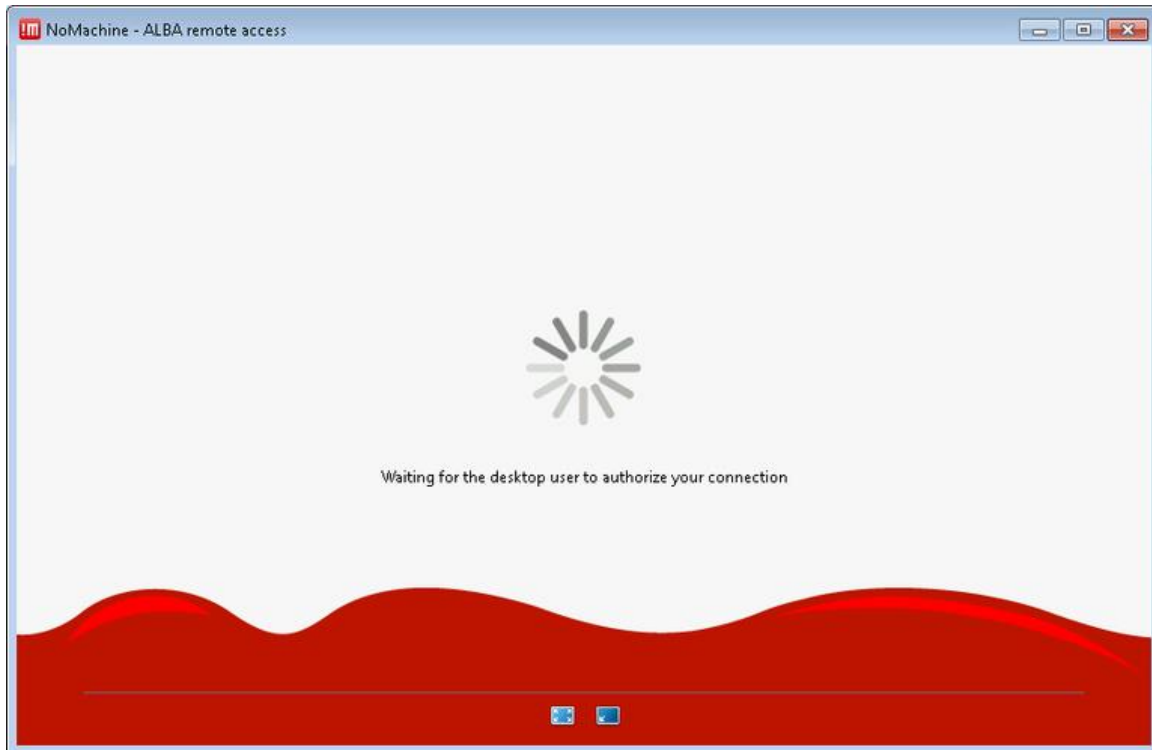 !m NoMachine - ALBA remote access
Waiting for the desktop user to authorize your connection